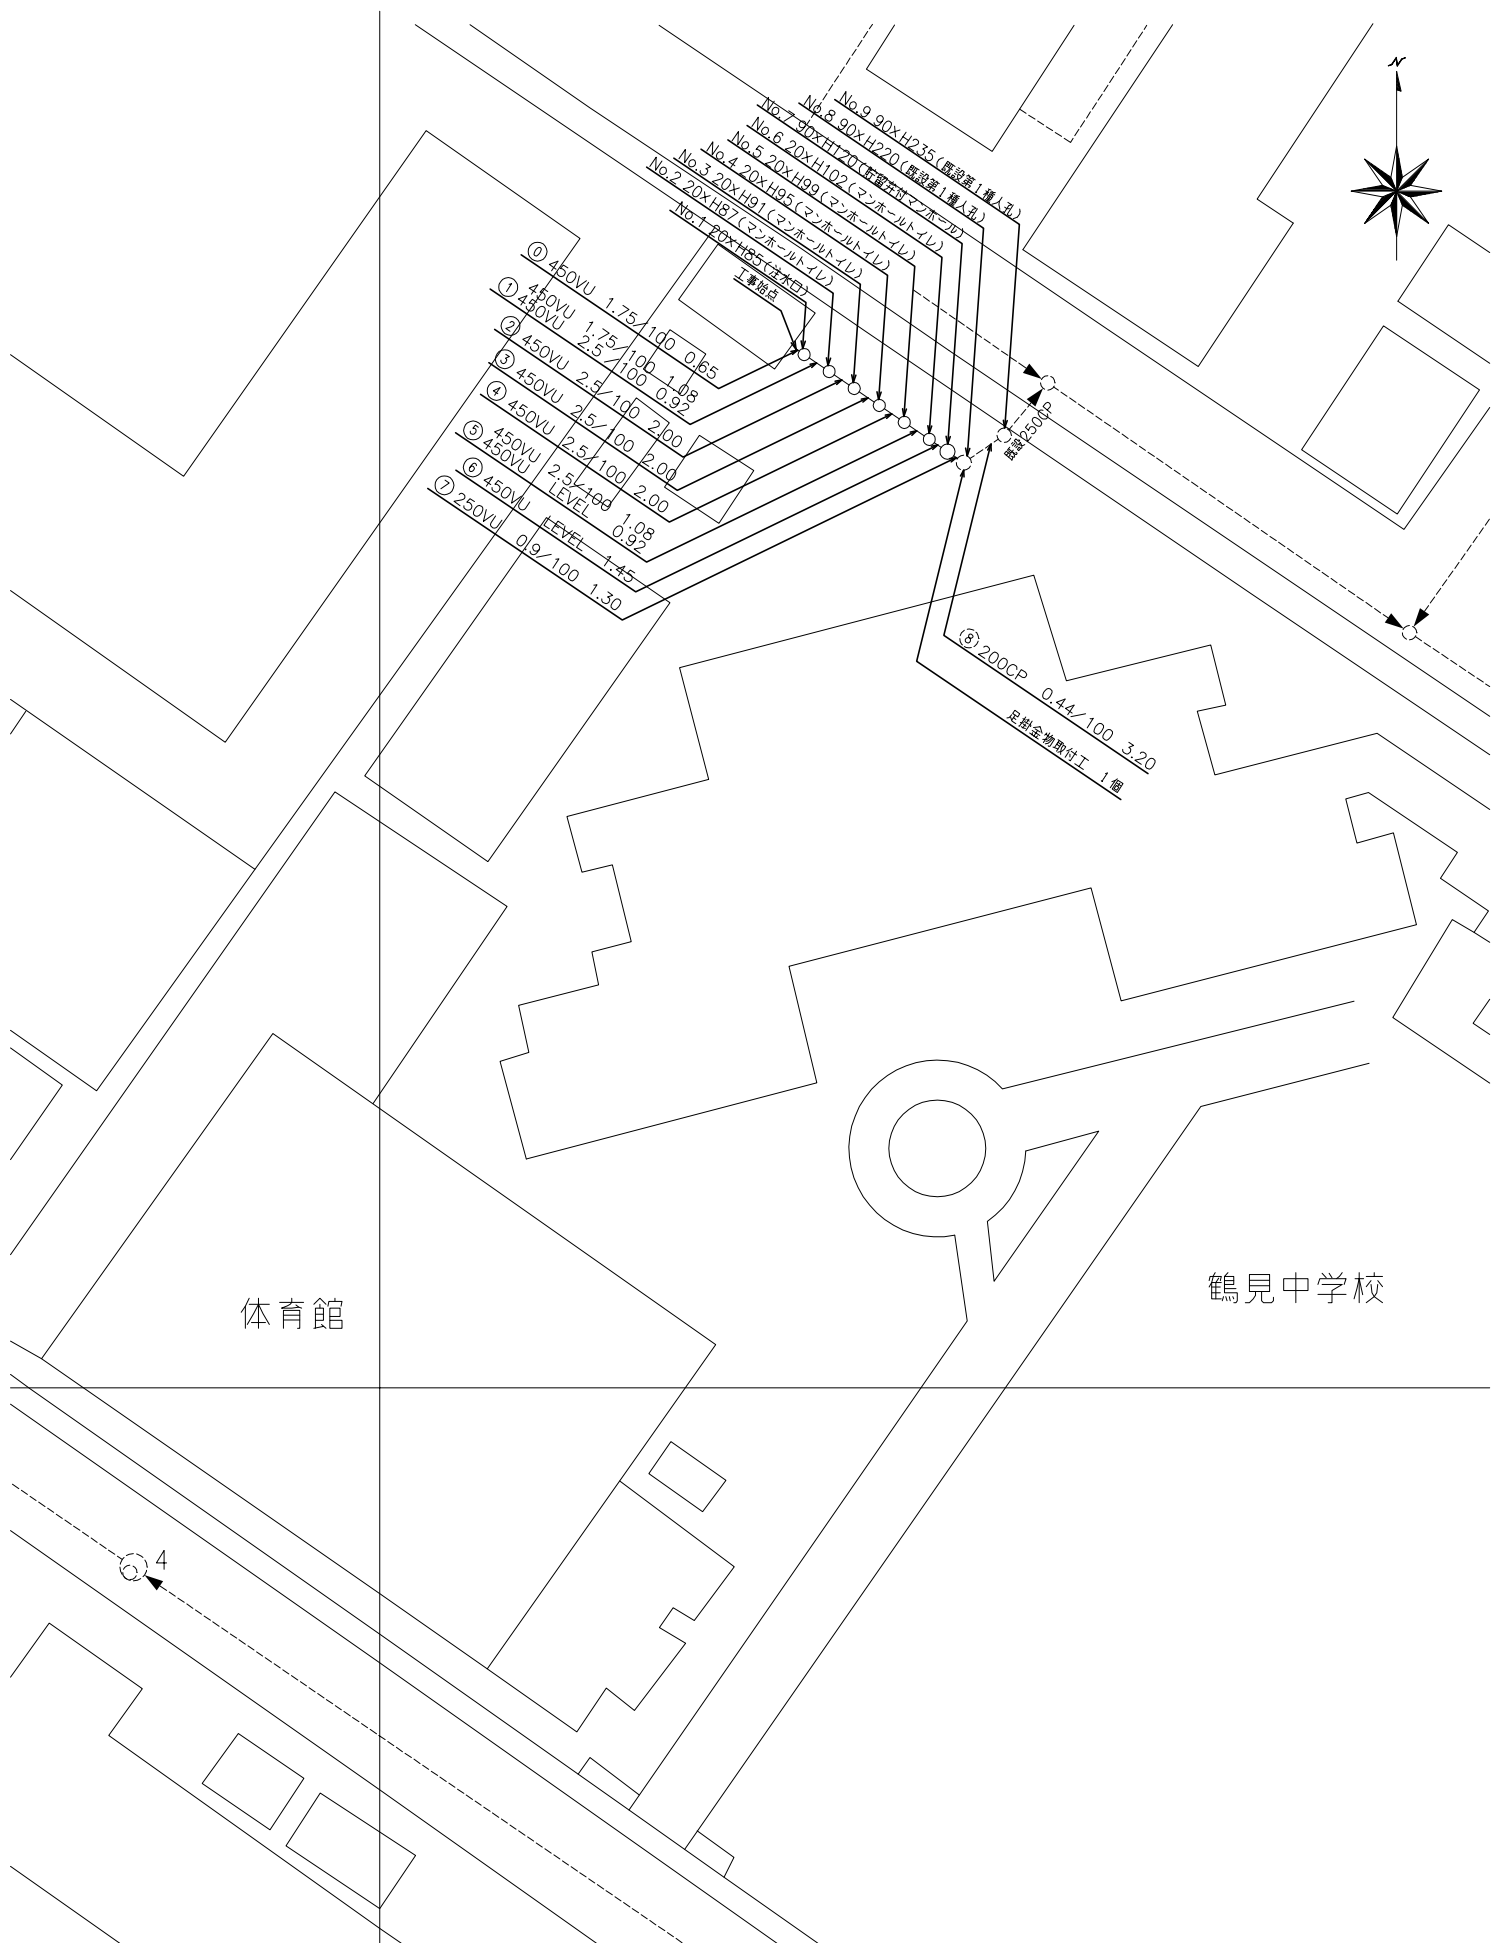 N
No.9 90×H235(既設第1種人孔)
No.8 90×H220(既設第1種人孔)
No.7 90×H120(貯留弁付マンホール)
No.6 20×H102(マンホールトイレ)
No.5 20×H99(マンホールトイレ)
No.4 20×H95(マンホールトイレ)
No.3 20×H91(マンホールトイレ)
No.2 20×H87(マンホールトイレ)
No.1 20×H85(注水口)
工事始点
⓪ 450VU 1.75/100 0.65
① 450VU 1.75/100 1.08
450VU 2.5/100 0.92
② 450VU 2.5/100 2.00
③ 450VU 2.5/100 2.00
④ 450VU 2.5/100 2.00
⑤ 450VU 2.5/100 1.08
450VU LEVEL 0.92
⑥ 450VU LEVEL 1.45
⑦ 250VU 0.9/100 1.30
既設250CP
⑧ 200CP 0.44/100 3.20
足掛金物取付工 1個
鶴見中学校
体育館
4